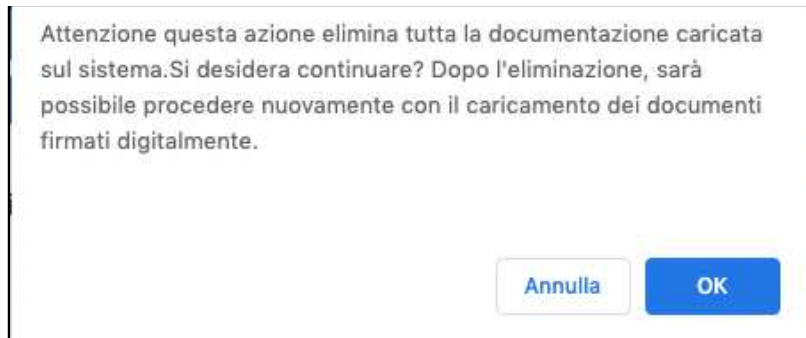 Attenzione questa azione elimina tutta la documentazione caricata
sul sistema.Si desidera continuare? Dopo l'eliminazione, sarà
possibile procedere nuovamente con il caricamento dei documenti
firmati digitalmente.
Annulla
OK